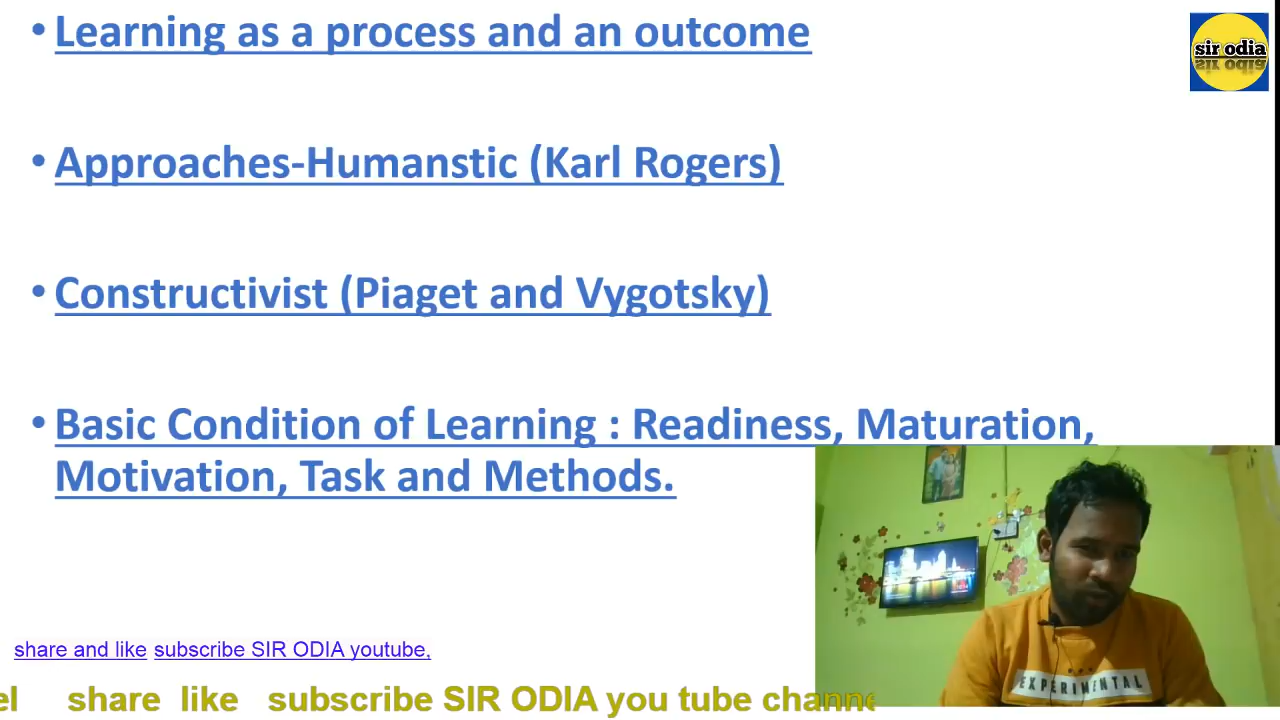 • Learning as a process and an outcome
sir odia
• Approaches-Humanstic (Karl Rogers)
• Constructivist (Piaget and Vygotsky)
• Basic Condition of Learning : Readiness, Maturation,
Motivation, Task and Methods.
EXPERIMENTAL
share and like subscribe SIR ODIA youtube,
el share like subscribe SIR ODIA you tube channe